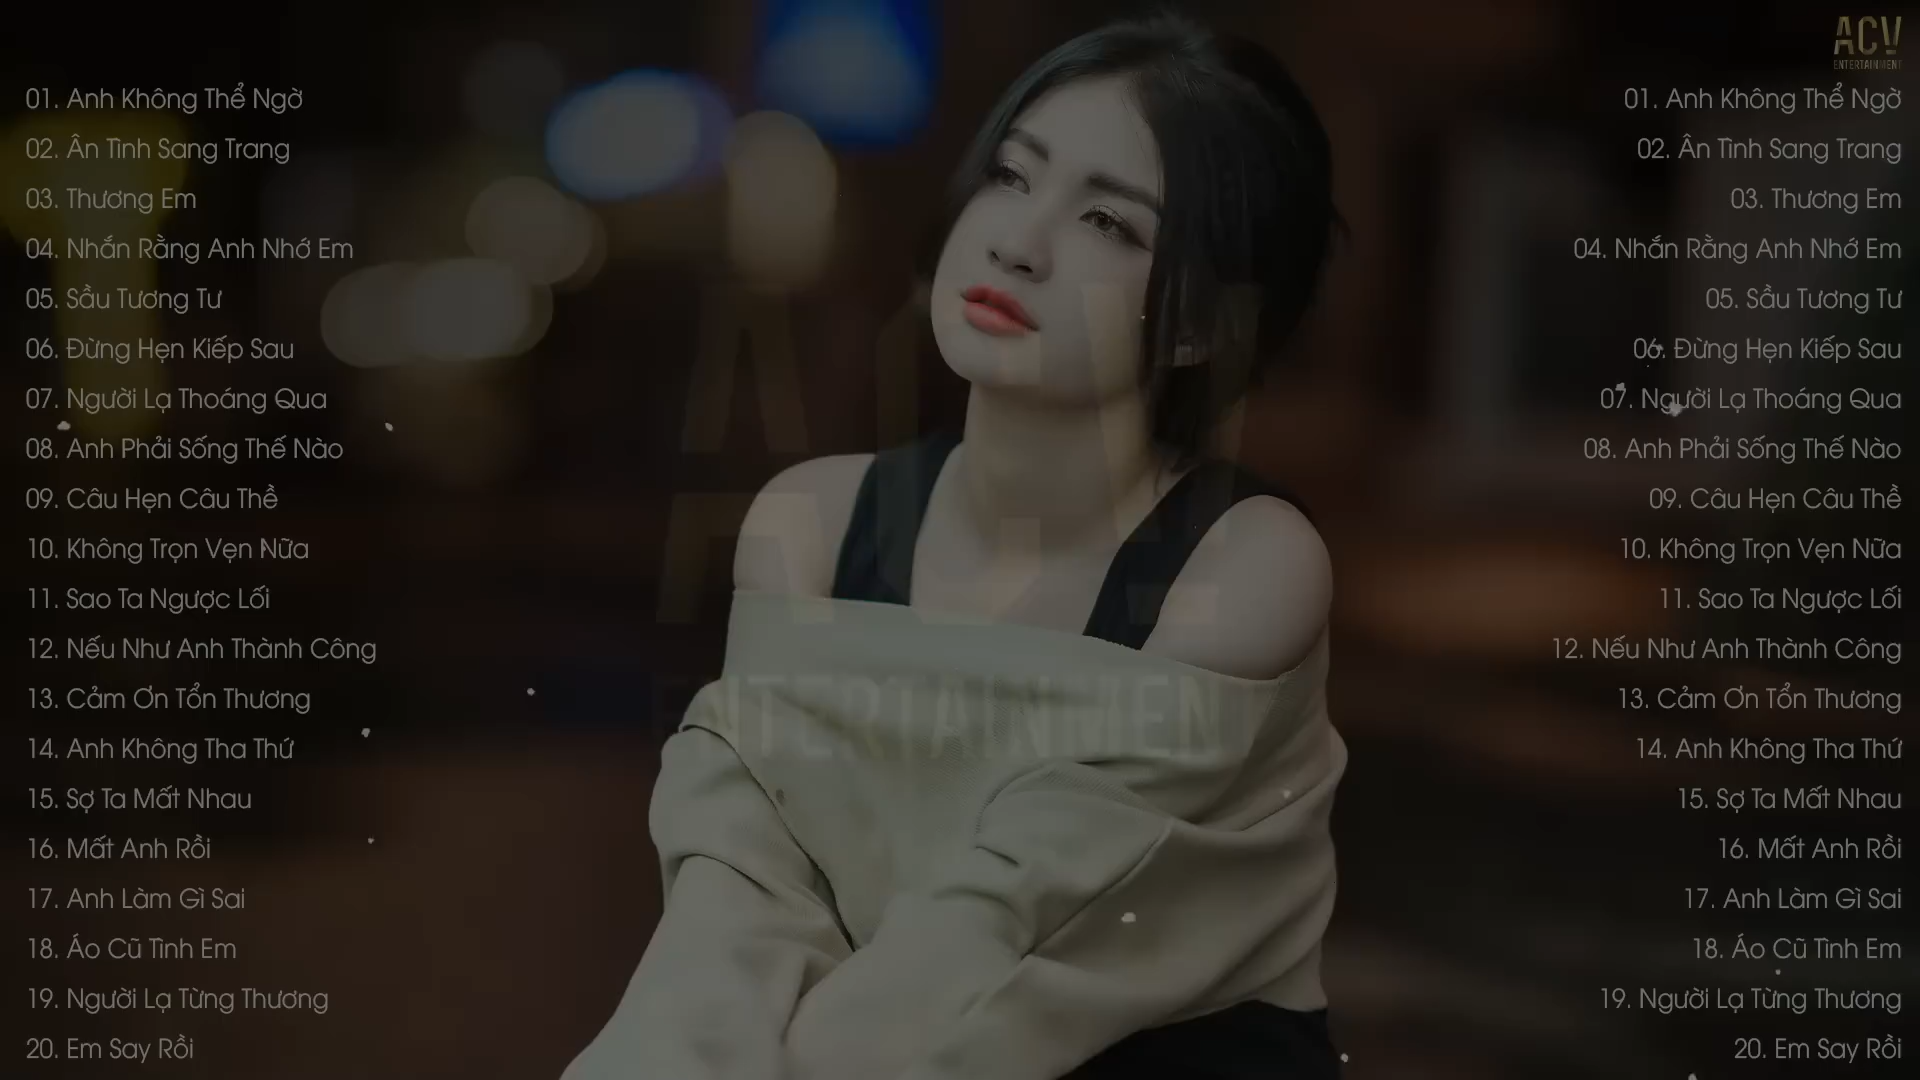 ACV
ENTERTAINMENT
01. Anh Không Thể Ngờ
02. Ân Tình Sang Trang
03. Thương Em
04. Nhắn Rằng Anh Nhớ Em
05. Sầu Tương Tư
06. Đừng Hẹn Kiếp Sau
07. Người Lạ Thoáng Qua
08. Anh Phải Sống Thế Nào
09. Câu Hẹn Câu Thề
10. Không Trọn Vẹn Nữa
11. Sao Ta Ngược Lối
12. Nếu Như Anh Thành Công
13. Cảm Ơn Tổn Thương
14. Anh Không Tha Thứ
15. Sợ Ta Mất Nhau
16. Mất Anh Rồi
17. Anh Làm Gì Sai
18. Áo Cũ Tình Em
19. Người Lạ Từng Thương
20. Em Say Rồi
ACV
ENTERTAINMENT
01. Anh Không Thể Ngờ
02. Ân Tình Sang Trang
03. Thương Em
04. Nhắn Rằng Anh Nhớ Em
05. Sầu Tương Tư
06. Đừng Hẹn Kiếp Sau
07. Người Lạ Thoáng Qua
08. Anh Phải Sống Thế Nào
09. Câu Hẹn Câu Thề
10. Không Trọn Vẹn Nữa
11. Sao Ta Ngược Lối
12. Nếu Như Anh Thành Công
13. Cảm Ơn Tổn Thương
14. Anh Không Tha Thứ
15. Sợ Ta Mất Nhau
16. Mất Anh Rồi
17. Anh Làm Gì Sai
18. Áo Cũ Tình Em
19. Người Lạ Từng Thương
20. Em Say Rồi